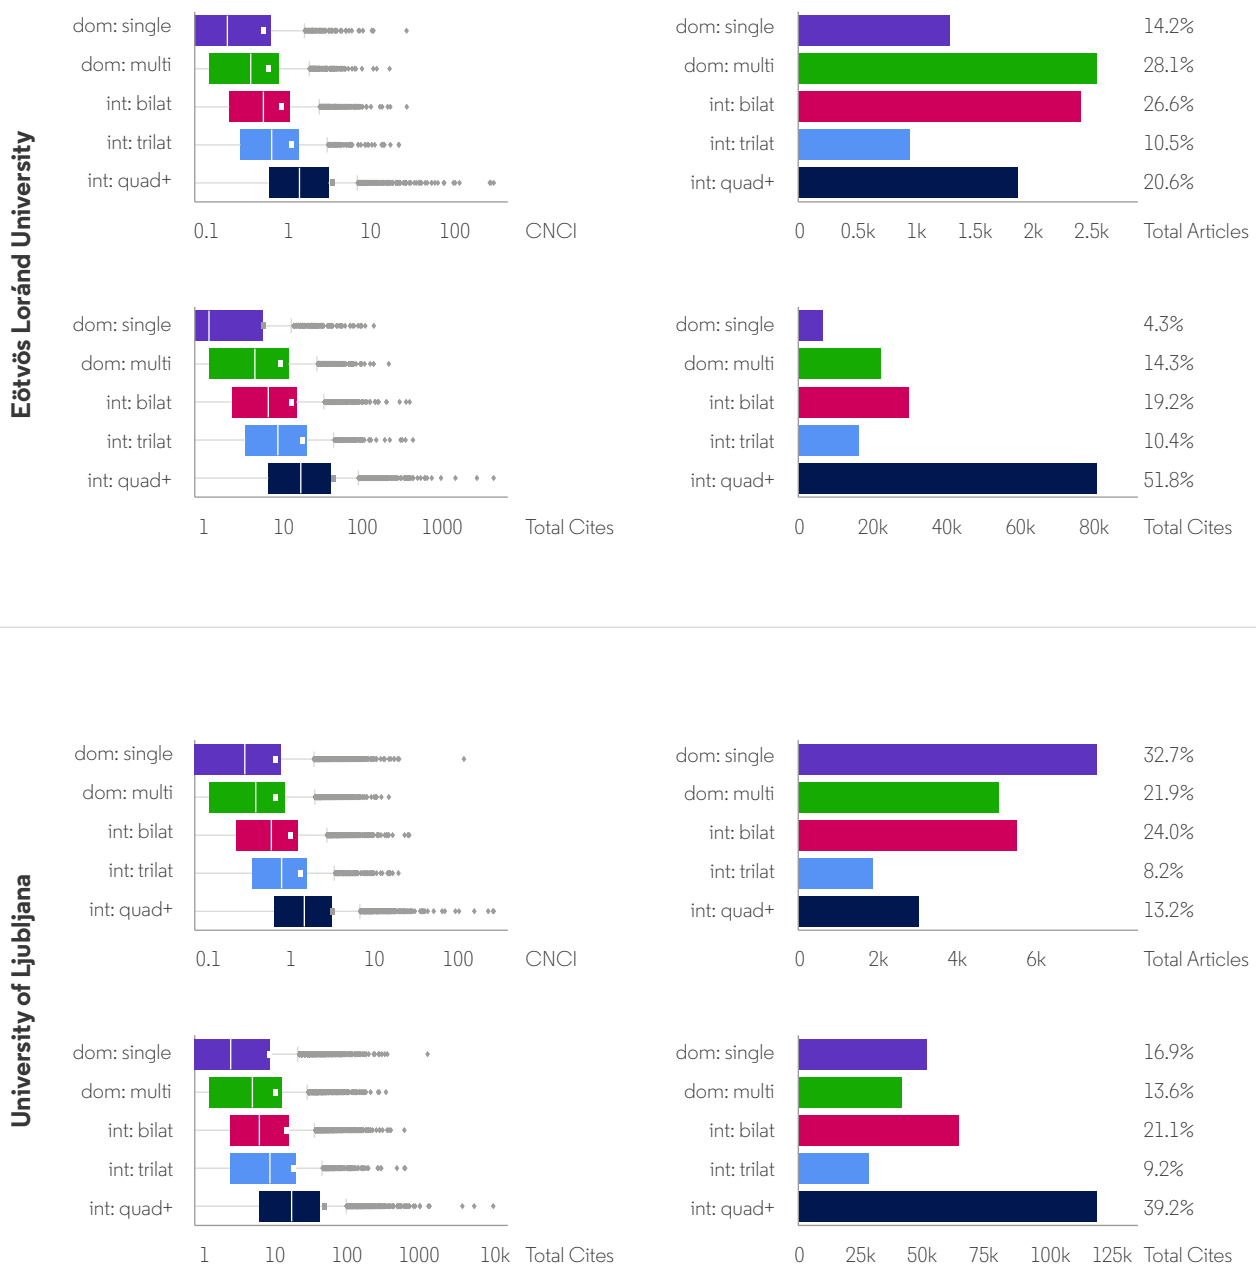 Eötvös Loránd University
dom: single
dom: multi
int: bilat
int: trilat
int: quad+
0.1 1 10 100 CNCI
dom: single 14.2%
dom: multi 28.1%
int: bilat 26.6%
int: trilat 10.5%
int: quad+ 20.6%
0 0.5k 1k 1.5k 2k 2.5k Total Articles
dom: single
dom: multi
int: bilat
int: trilat
int: quad+
1 10 100 1000 Total Cites
dom: single 4.3%
dom: multi 14.3%
int: bilat 19.2%
int: trilat 10.4%
int: quad+ 51.8%
0 20k 40k 60k 80k Total Cites
University of Ljubljana
dom: single
dom: multi
int: bilat
int: trilat
int: quad+
0.1 1 10 100 CNCI
dom: single 32.7%
dom: multi 21.9%
int: bilat 24.0%
int: trilat 8.2%
int: quad+ 13.2%
0 2k 4k 6k Total Articles
dom: single
dom: multi
int: bilat
int: trilat
int: quad+
1 10 100 1000 10k Total Cites
dom: single 16.9%
dom: multi 13.6%
int: bilat 21.1%
int: trilat 9.2%
int: quad+ 39.2%
0 25k 50k 75k 100k 125k Total Cites